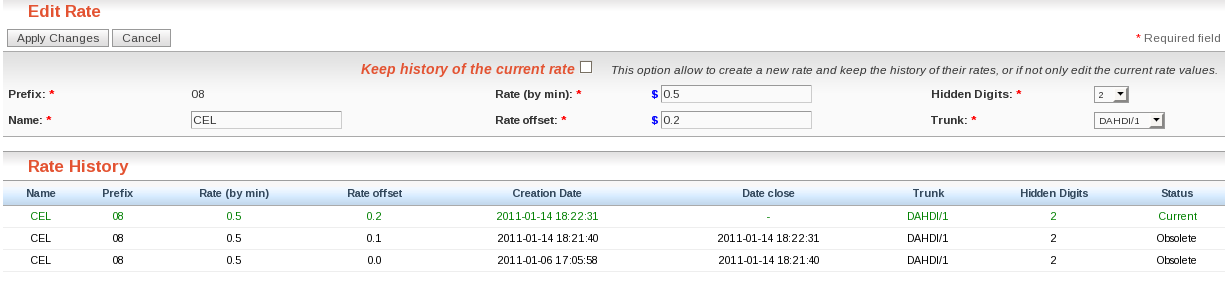 Edit Rate
Apply Changes Cancel * Required field
Keep history of the current rate This option allow to create a new rate and keep the history of their rates, or if not only edit the current rate values.
Prefix: * 08 Rate (by min): * $ 0.5 Hidden Digits: * 2
Name: * CEL Rate offset: * $ 0.2 Trunk: * DAHDI/1
Rate History
Name Prefix Rate (by min) Rate offset Creation Date Date close Trunk Hidden Digits Status
CEL 08 0.5 0.2 2011-01-14 18:22:31 - DAHDI/1 2 Current
CEL 08 0.5 0.1 2011-01-14 18:21:40 2011-01-14 18:22:31 DAHDI/1 2 Obsolete
CEL 08 0.5 0.0 2011-01-06 17:05:58 2011-01-14 18:21:40 DAHDI/1 2 Obsolete